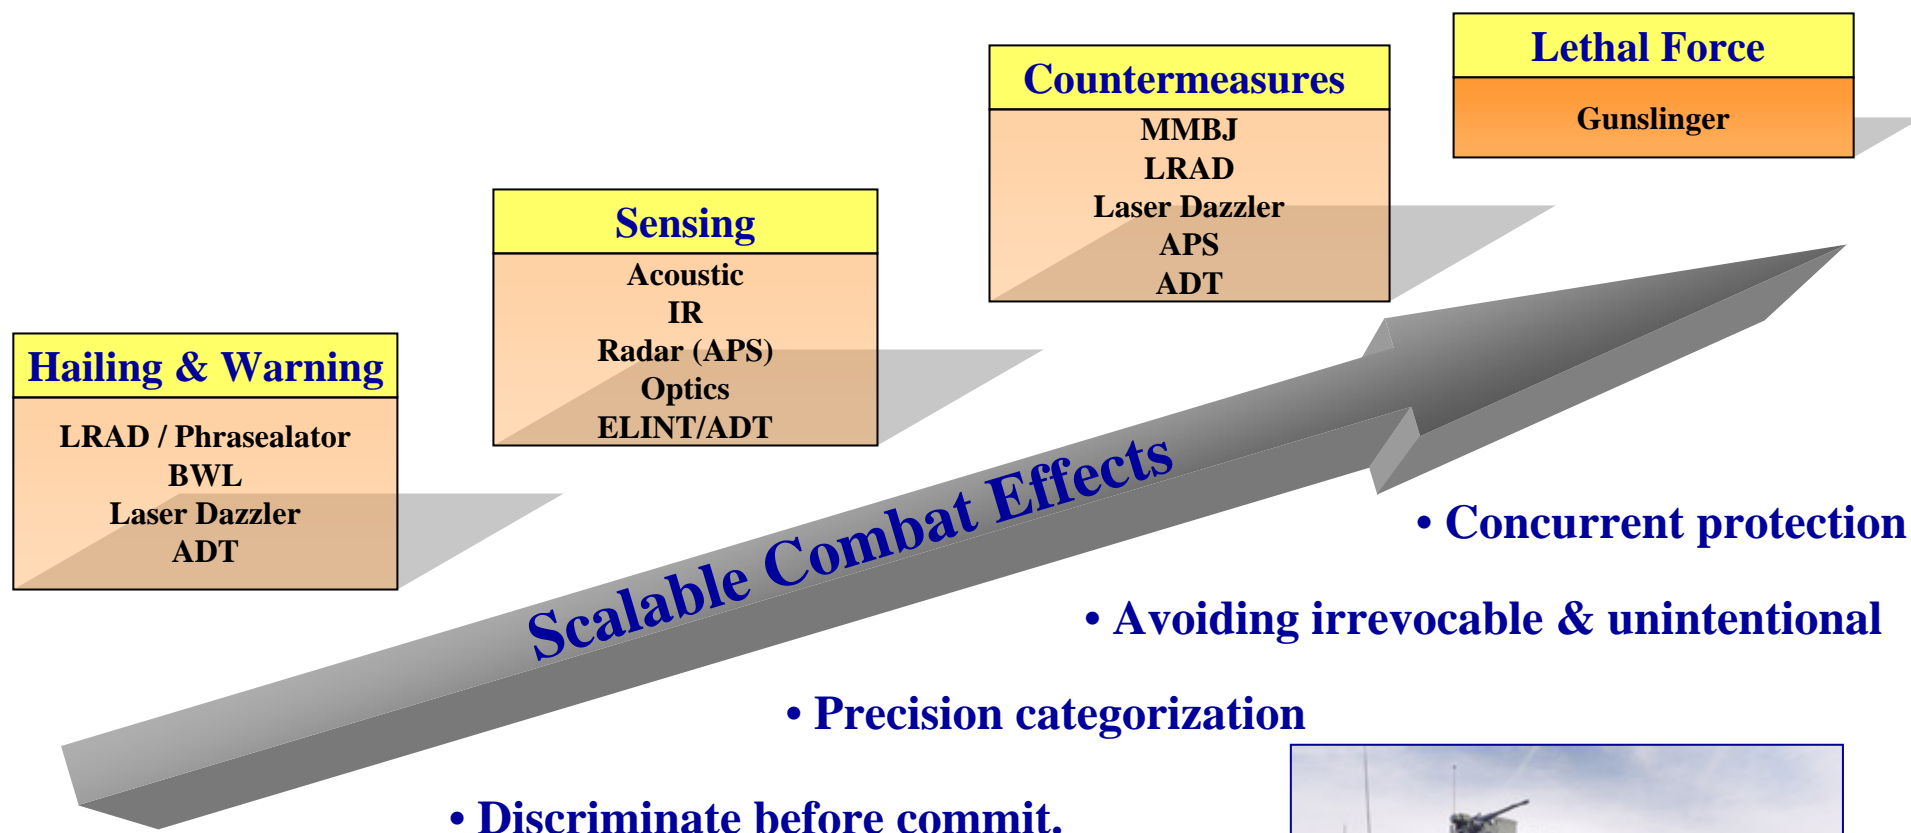 Lethal Force
Gunslinger
Countermeasures
MMBJ
LRAD
Laser Dazzler
APS
ADT
Sensing
Acoustic
IR
Radar (APS)
Optics
ELINT/ADT
Hailing & Warning
LRAD / Phrasealator
BWL
Laser Dazzler
ADT
Scalable Combat Effects
• Concurrent protection
• Avoiding irrevocable & unintentional
• Precision categorization
• Discriminate before commit.